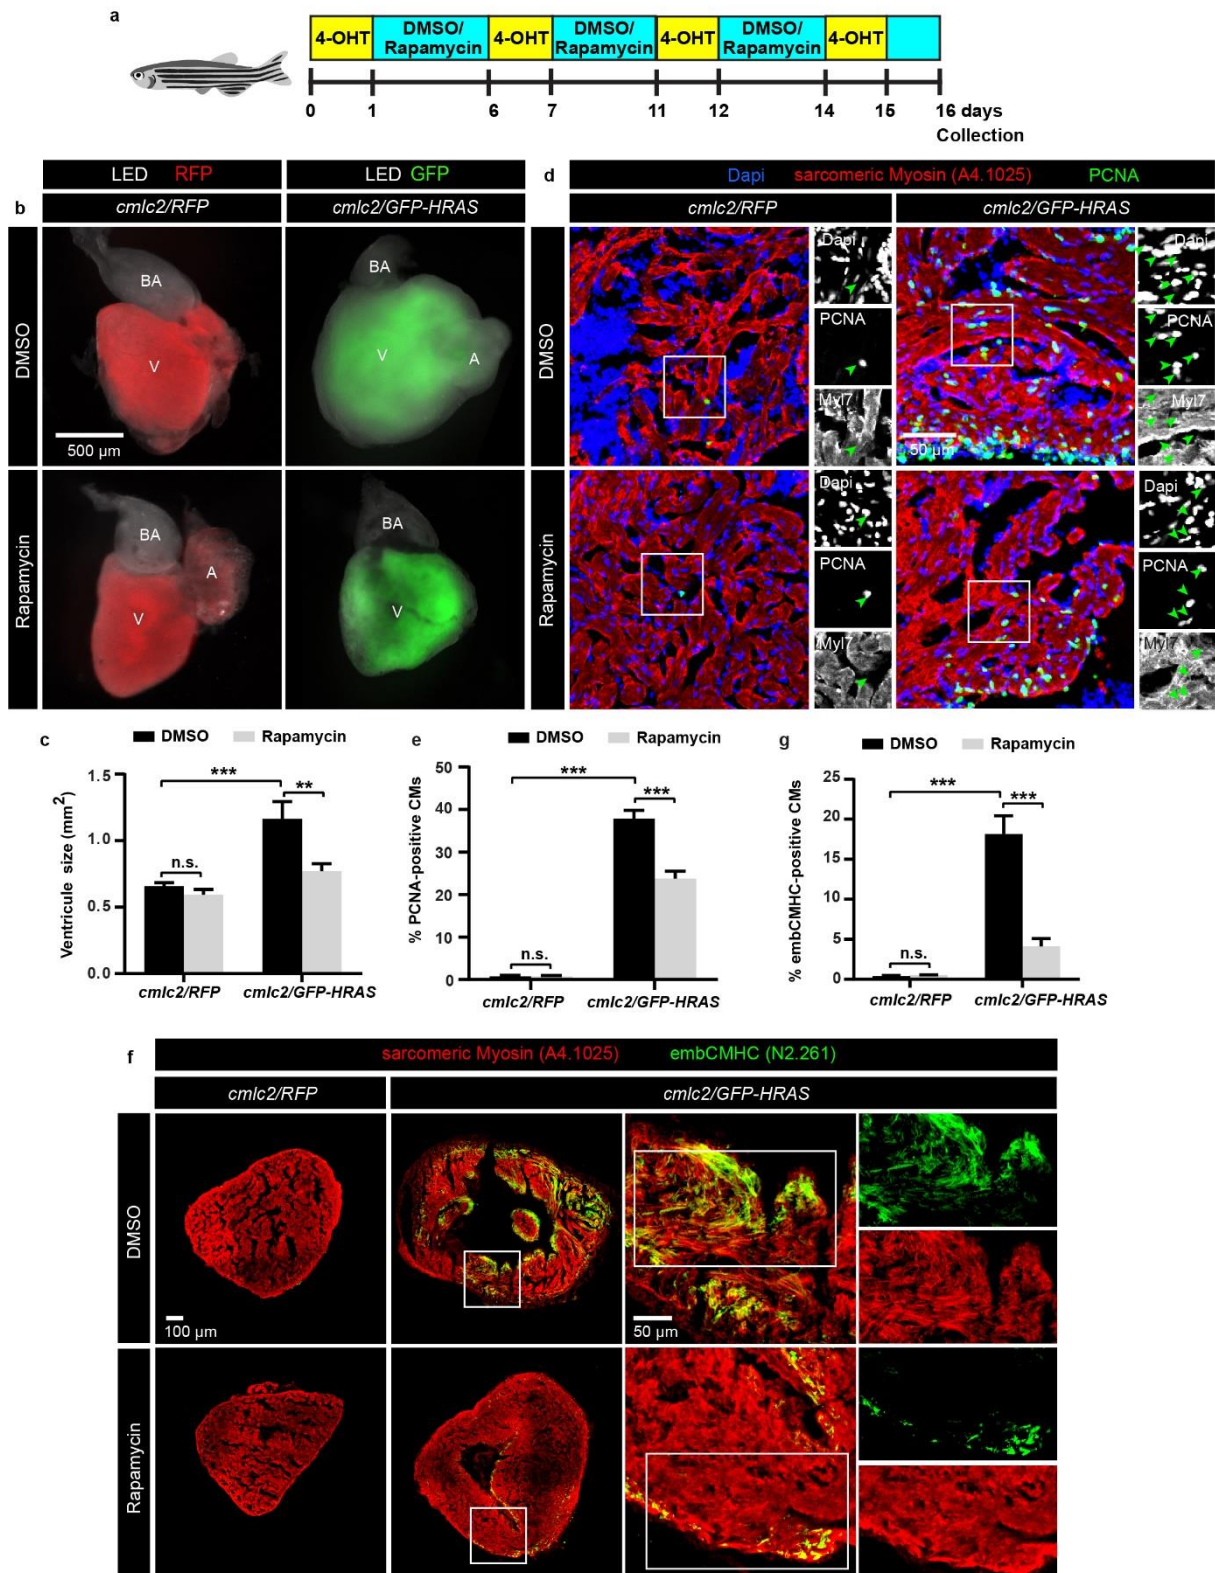 a
4-OHT DMSO/ Rapamycin 4-OHT DMSO/ Rapamycin 4-OHT DMSO/ Rapamycin 4-OHT
0 1 6 7 11 12 14 15 16 days
Collection
b
LED RFP LED GFP
cmlc2/RFP cmlc2/GFP-HRAS
DMSO
BA
V
500 µm
BA
V
A
Rapamycin
BA
A
V
BA
V
d
Dapi sarcomeric Myosin (A4.1025) PCNA
cmlc2/RFP cmlc2/GFP-HRAS
DMSO
Dapi
PCNA
Myl7
50 µm
Dapi
PCNA
Myl7
Rapamycin
Dapi
PCNA
Myl7
Dapi
PCNA
Myl7
c
DMSO Rapamycin
Ventricule size (mm2)
1.5
1.0
0.5
0.0
***
**
n.s.
cmlc2/RFP cmlc2/GFP-HRAS
e
DMSO Rapamycin
% PCNA-positive CMs
50
40
30
20
10
0
***
***
n.s.
cmlc2/RFP cmlc2/GFP-HRAS
g
DMSO Rapamycin
% embCMHC-positive CMs
25
20
15
10
5
0
***
***
n.s.
cmlc2/RFP cmlc2/GFP-HRAS
f
sarcomeric Myosin (A4.1025) embCMHC (N2.261)
cmlc2/RFP cmlc2/GFP-HRAS
DMSO
100 µm
50 µm
Rapamycin